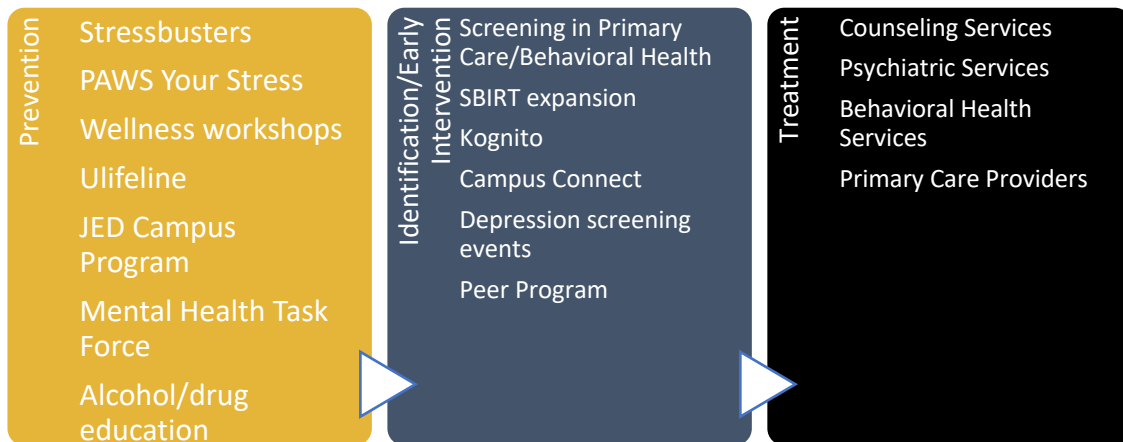 Prevention
Stressbusters
PAWS Your Stress
Wellness workshops
Ulifeline
JED Campus
Program
Mental Health Task
Force
Alcohol/drug
education
Identification/Early
Intervention
Screening in Primary
Care/Behavioral Health
SBIRT expansion
Kognito
Campus Connect
Depression screening
events
Peer Program
Treatment
Counseling Services
Psychiatric Services
Behavioral Health
Services
Primary Care Providers